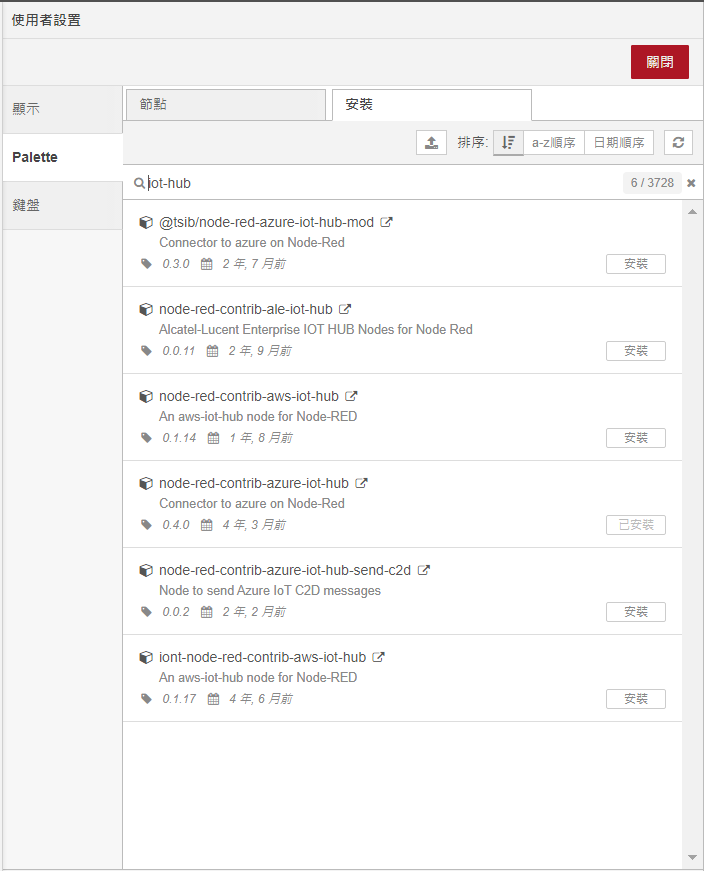 使用者設置
關閉
顯示
Palette
鍵盤
節點
安裝
排序: a-z順序 日期順序
iot-hub 6 / 3728
@tsib/node-red-azure-iot-hub-mod
Connector to azure on Node-Red
0.3.0 2 年, 7 月前 安裝
node-red-contrib-ale-iot-hub
Alcatel-Lucent Enterprise IOT HUB Nodes for Node Red
0.0.11 2 年, 9 月前 安裝
node-red-contrib-aws-iot-hub
An aws-iot-hub node for Node-RED
0.1.14 1 年, 8 月前 安裝
node-red-contrib-azure-iot-hub
Connector to azure on Node-Red
0.4.0 4 年, 3 月前 已安裝
node-red-contrib-azure-iot-hub-send-c2d
Node to send Azure IoT C2D messages
0.0.2 2 年, 2 月前 安裝
iont-node-red-contrib-aws-iot-hub
An aws-iot-hub node for Node-RED
0.1.17 4 年, 6 月前 安裝